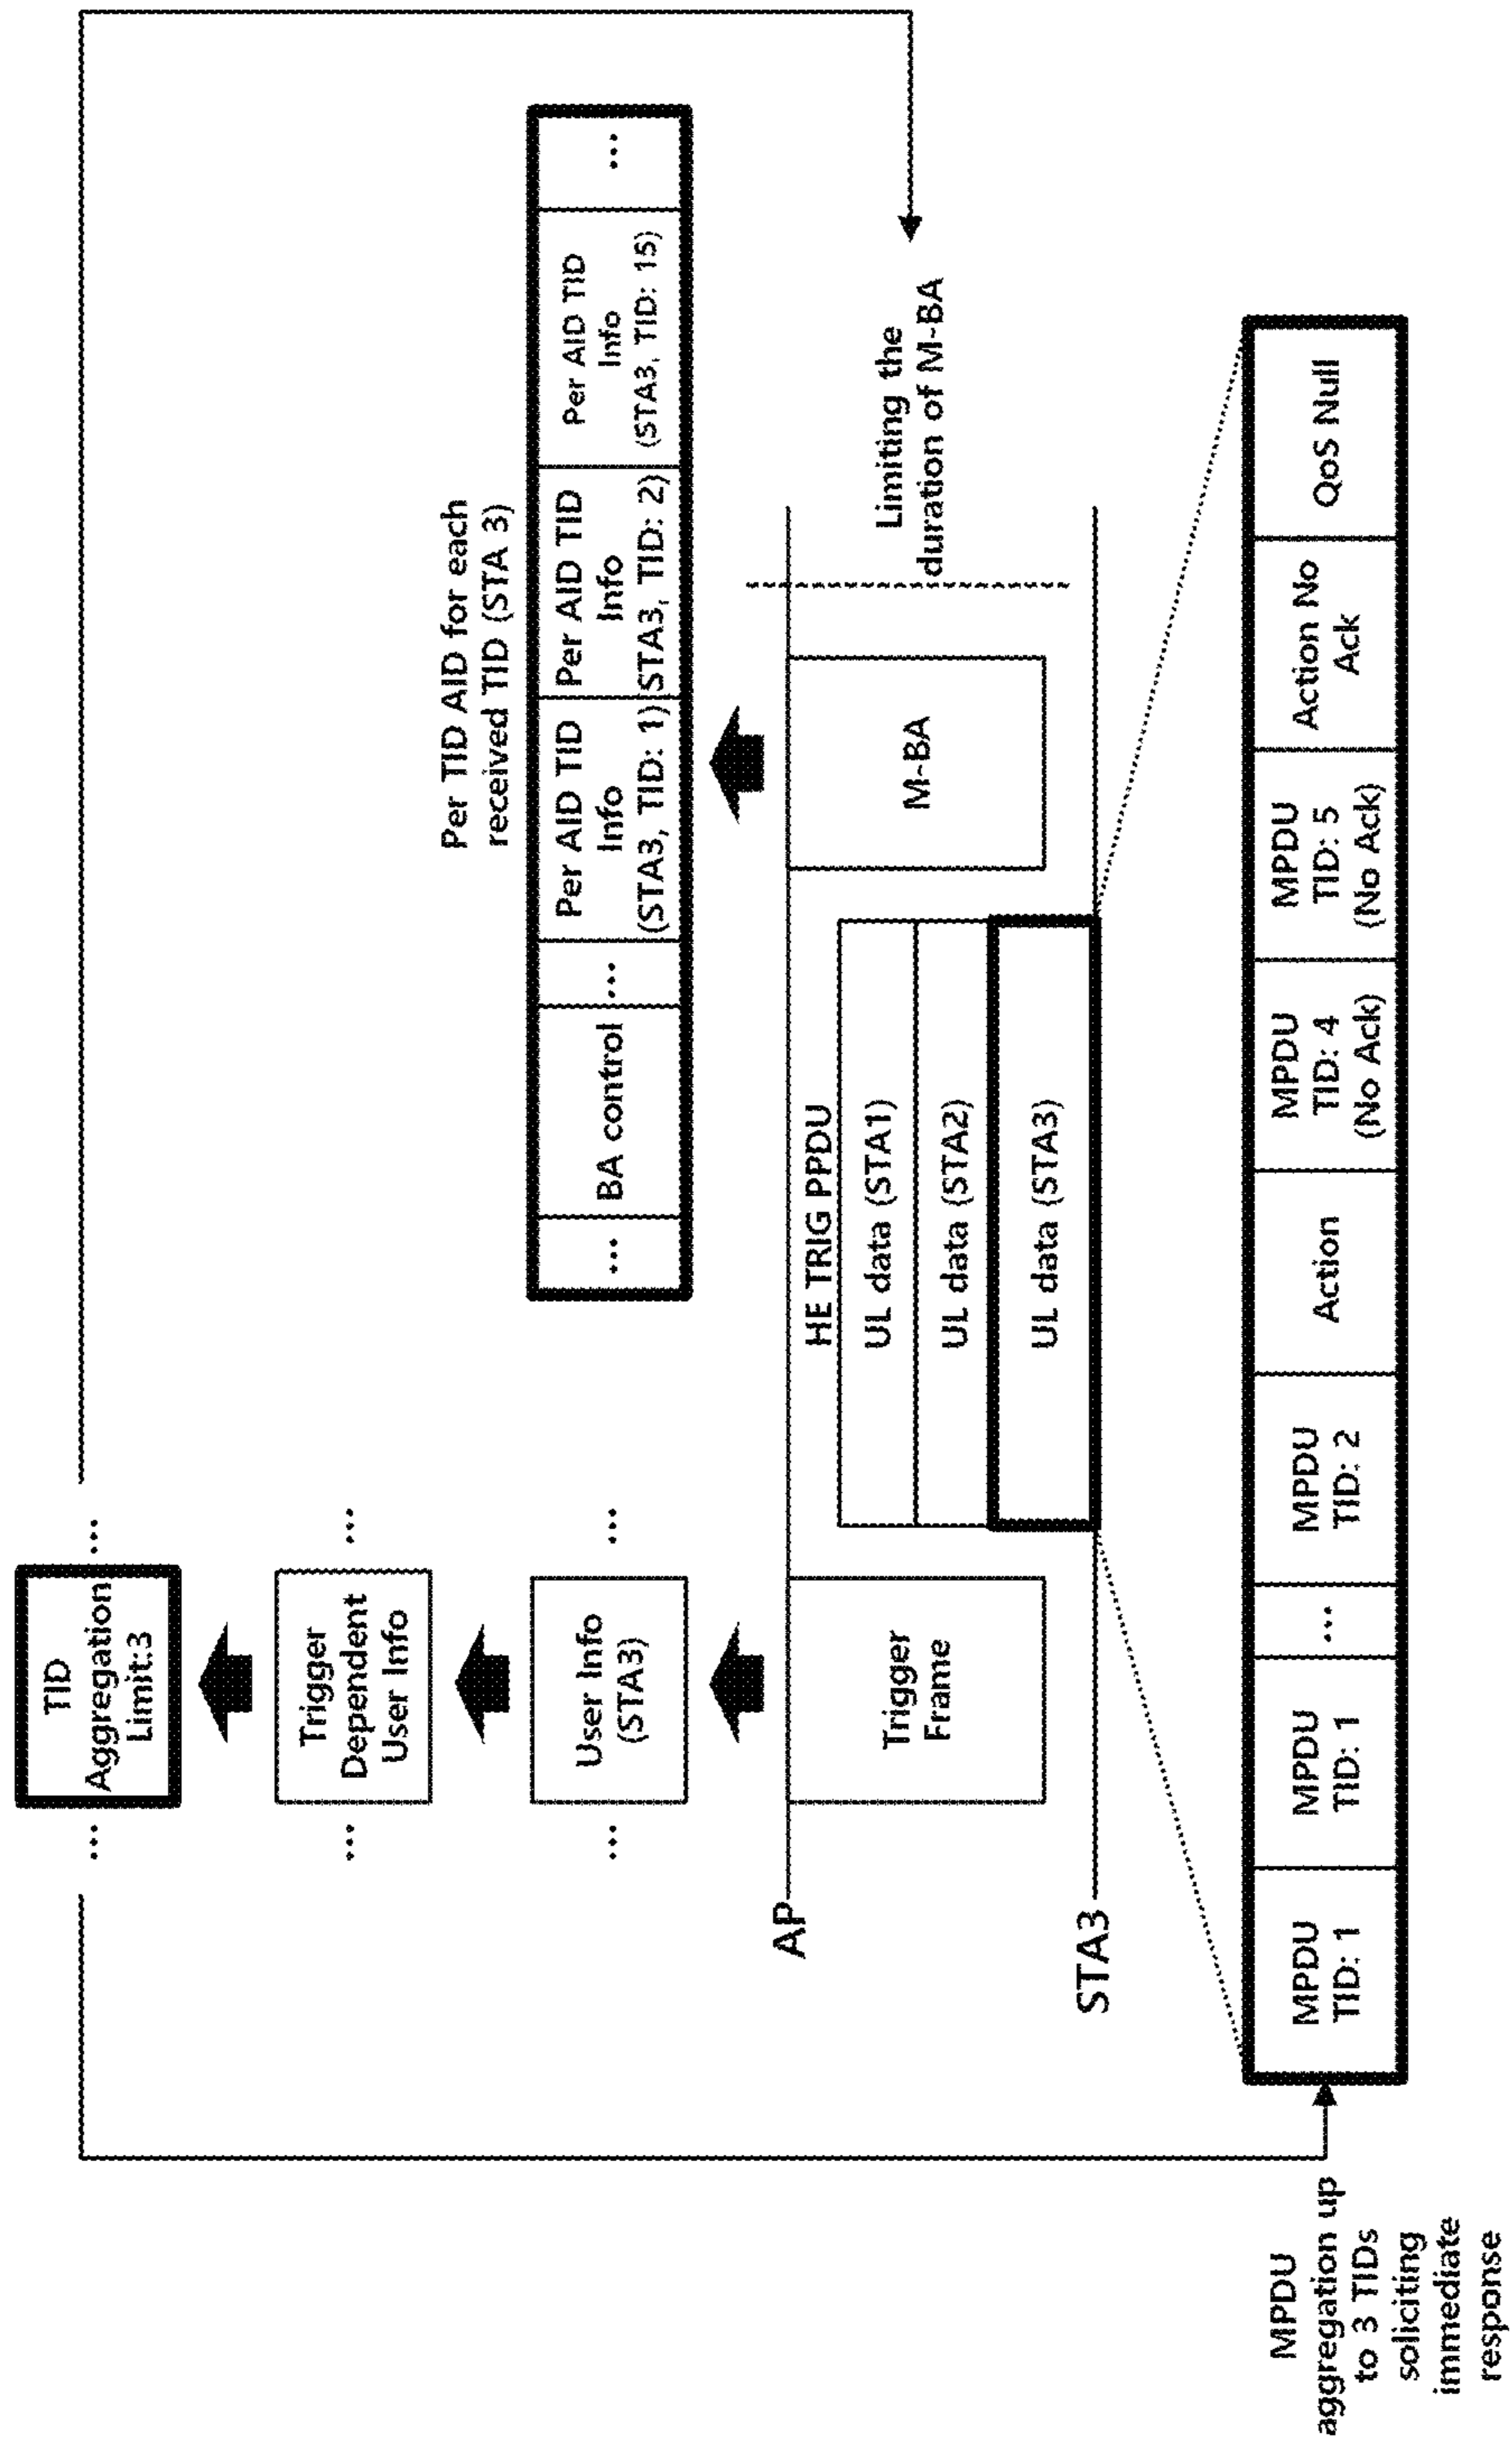 TID
Aggregation
Limit:3
...
...
Trigger
Dependent
User Info
...
...
User Info
(STA3)
...
...
Per TID AID for each
received TID (STA 3)
...
BA control
...
Per AID TID
Info
(STA3, TID: 1)
Per AID TID
Info
STA3, TID: 2)
Per AID TID
Info
(STA3, TID: 15)
...
AP
Trigger
Frame
HE TRIG PPDU
UL data (STA1)
UL data (STA2)
UL data (STA3)
M-BA
Limiting the
duration of M-BA
STA3
MPDU
aggregation up
to 3 TIDs
soliciting
immediate
response
MPDU
TID: 1
MPDU
TID: 1
...
MPDU
TID: 2
Action
MPDU
TID: 4
(No Ack)
MPDU
TID: 5
(No Ack)
Action No
Ack
QoS Null